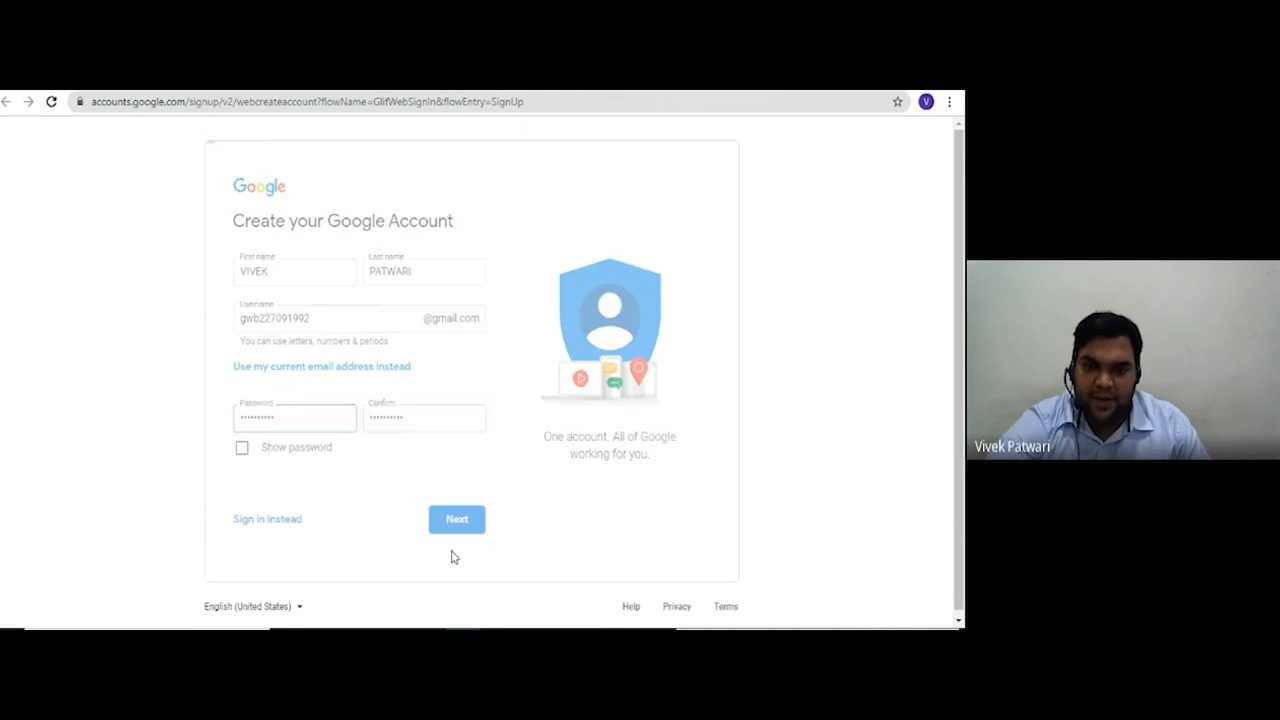 accounts.google.com/signup/v2/webcreateaccount?flowName=GlifWebSignIn&flowEntry=SignUp
V
Google
Create your Google Account
First name
Last name
VIVEK
PATWARI
Username
gwb227091992
@gmail.com
You can use letters, numbers & periods
Use my current email address instead
Password
Confirm
Show password
One account. All of Google
working for you.
Sign in instead
Next
English (United States)
Help
Privacy
Terms
Vivek Patwari